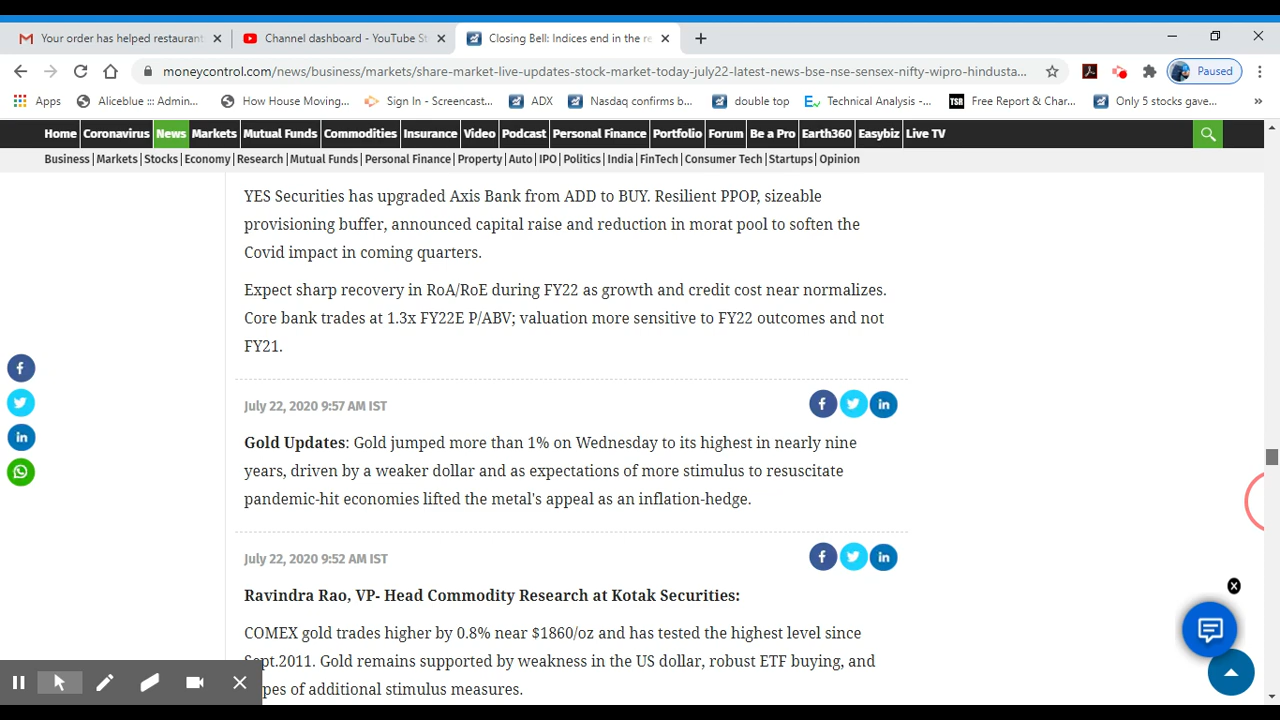 Your order has helped restauran
Channel dashboard - YouTube St
Closing Bell: Indices end in the re
moneycontrol.com/news/business/markets/share-market-live-updates-stock-market-today-july22-latest-news-bse-nse-sensex-nifty-wipro-hindusta...
Paused
Apps
Aliceblue ::: Admin...
How House Moving...
Sign In - Screencast...
ADX
Nasdaq confirms b...
double top
Technical Analysis -...
TSR
Free Report & Char...
Only 5 stocks gave...
Home Coronavirus News Markets Mutual Funds Commodities Insurance Video Podcast Personal Finance Portfolio Forum Be a Pro Earth360 Easybiz Live TV
Business | Markets | Stocks | Economy | Research | Mutual Funds | Personal Finance | Property | Auto | IPO | Politics | India | FinTech | Consumer Tech | Startups | Opinion
YES Securities has upgraded Axis Bank from ADD to BUY. Resilient PPOP, sizeable
provisioning buffer, announced capital raise and reduction in morat pool to soften the
Covid impact in coming quarters.
Expect sharp recovery in RoA/RoE during FY22 as growth and credit cost near normalizes.
Core bank trades at 1.3x FY22E P/ABV; valuation more sensitive to FY22 outcomes and not
FY21.
July 22, 2020 9:57 AM IST
Gold Updates: Gold jumped more than 1% on Wednesday to its highest in nearly nine
years, driven by a weaker dollar and as expectations of more stimulus to resuscitate
pandemic-hit economies lifted the metal's appeal as an inflation-hedge.
July 22, 2020 9:52 AM IST
Ravindra Rao, VP- Head Commodity Research at Kotak Securities:
COMEX gold trades higher by 0.8% near $1860/oz and has tested the highest level since
Sept.2011. Gold remains supported by weakness in the US dollar, robust ETF buying, and
pes of additional stimulus measures.